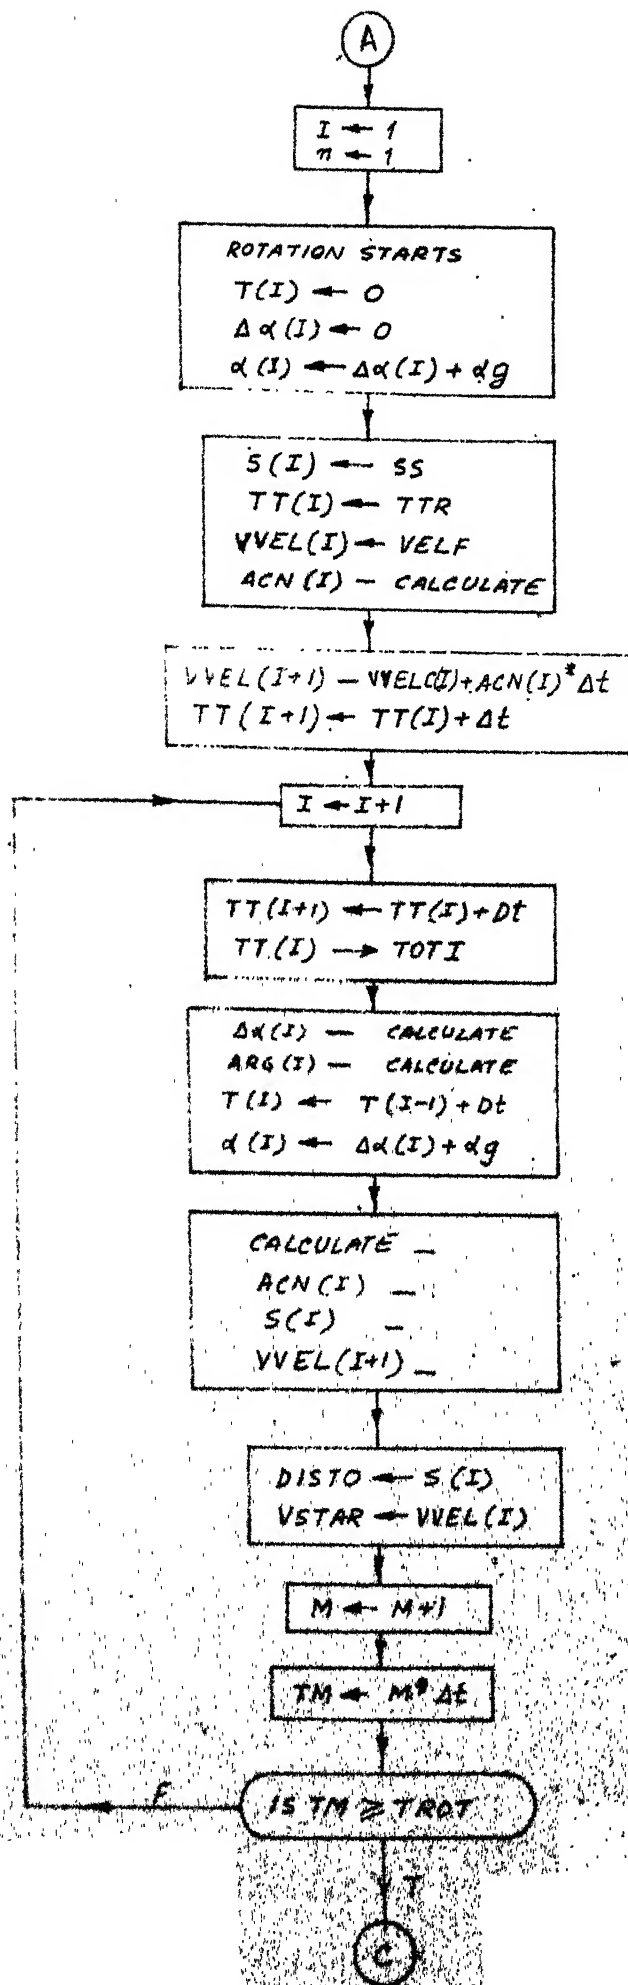 A
I ← 1
n ← 1
ROTATION STARTS
T(I) ← 0
Δα(I) ← 0
α(I) ← Δα(I) + αg
S(I) ← SS
TT(I) ← TTR
VVEL(I) ← VELF
ACN(I) — CALCULATE
VVEL(I+1) — VVEL(I) + ACN(I) * Δt
TT(I+1) ← TT(I) + Δt
I ← I+1
TT(I+1) ← TT(I) + Dt
TT(I) → TOTI
Δα(I) — CALCULATE
ARG(I) — CALCULATE
T(I) ← T(I-1) + Dt
α(I) ← Δα(I) + αg
CALCULATE —
ACN(I) —
S(I) —
VVEL(I+1) —
DISTO ← S(I)
VSTAR ← VVEL(I)
M ← M+1
TM ← M * Δt
IS TM ≥ TROT
F
T
C